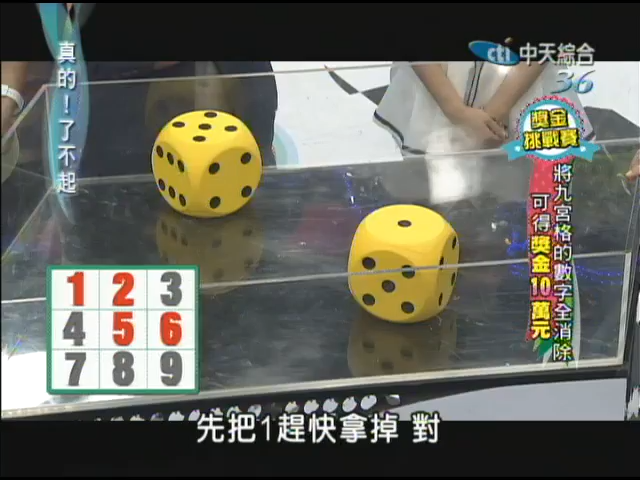 真的!了不起
cti 中天綜合
36
獎金
挑戰賽
將九宮格的數字全消除
可得獎金10萬元
1 2 3
4 5 6
7 8 9
先把1趕快拿掉 對